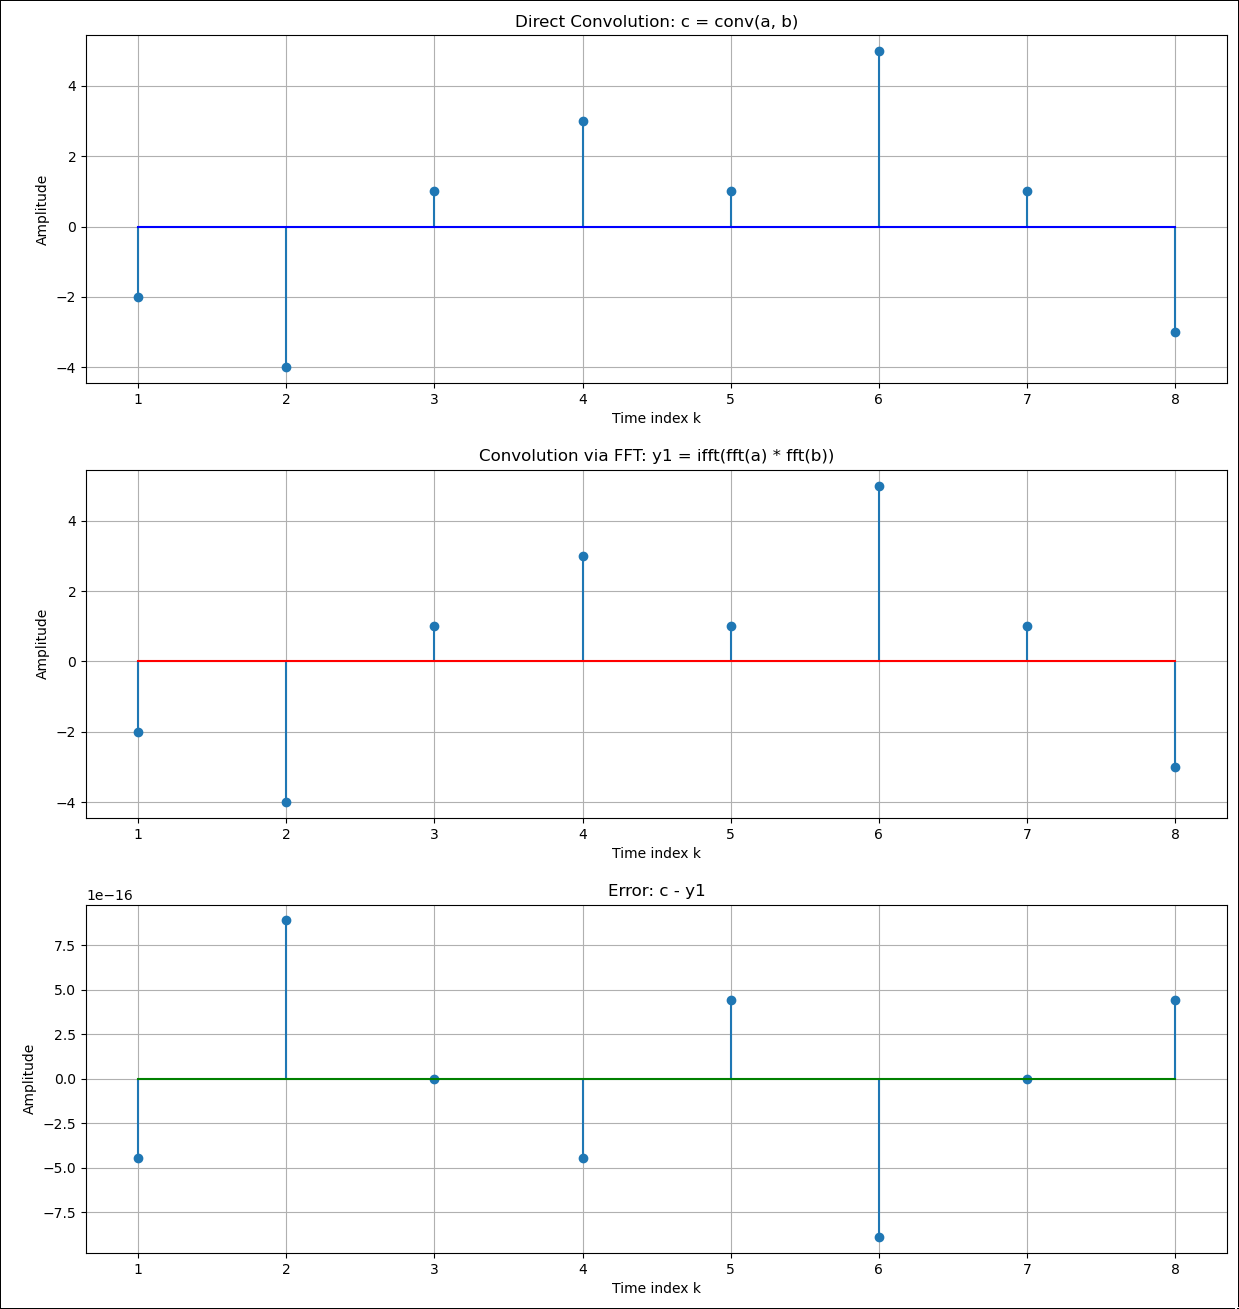 Direct Convolution: c = conv(a, b)
4
2
0
−2
−4
Amplitude
1 2 3 4 5 6 7 8
Time index k
Convolution via FFT: y1 = ifft(fft(a) * fft(b))
4
2
0
−2
−4
Amplitude
1 2 3 4 5 6 7 8
Time index k
Error: c - y1
1e−16
7.5
5.0
2.5
0.0
−2.5
−5.0
−7.5
Amplitude
1 2 3 4 5 6 7 8
Time index k